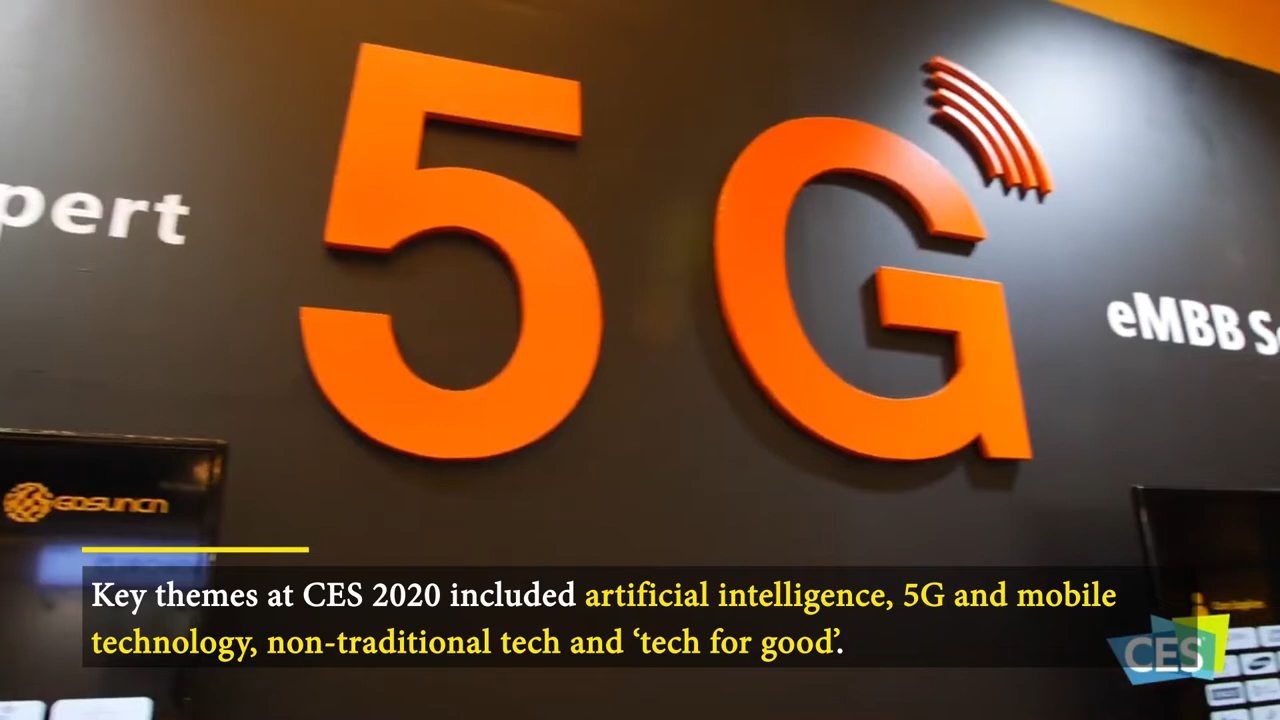 5G
pert
eMBB
GOSUNCN
Key themes at CES 2020 included artificial intelligence, 5G and mobile
technology, non-traditional tech and ‘tech for good’.
CES